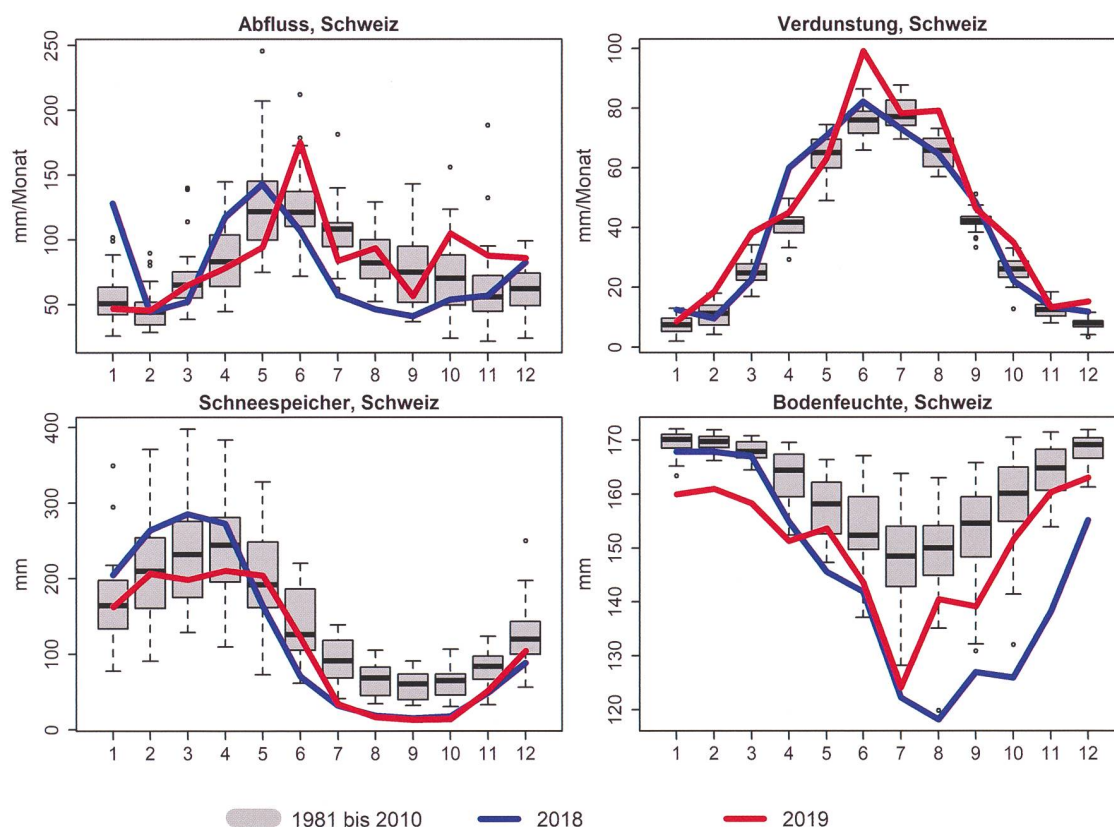 Abfluss, Schweiz
mm/Monat
250
200
150
100
50
1 2 3 4 5 6 7 8 9 10 11 12
Verdunstung, Schweiz
mm/Monat
100
80
60
40
20
0
1 2 3 4 5 6 7 8 9 10 11 12
Schneespeicher, Schweiz
mm
400
300
200
100
0
1 2 3 4 5 6 7 8 9 10 11 12
Bodenfeuchte, Schweiz
mm
170
160
150
140
130
120
1 2 3 4 5 6 7 8 9 10 11 12
1981 bis 2010 2018 2019